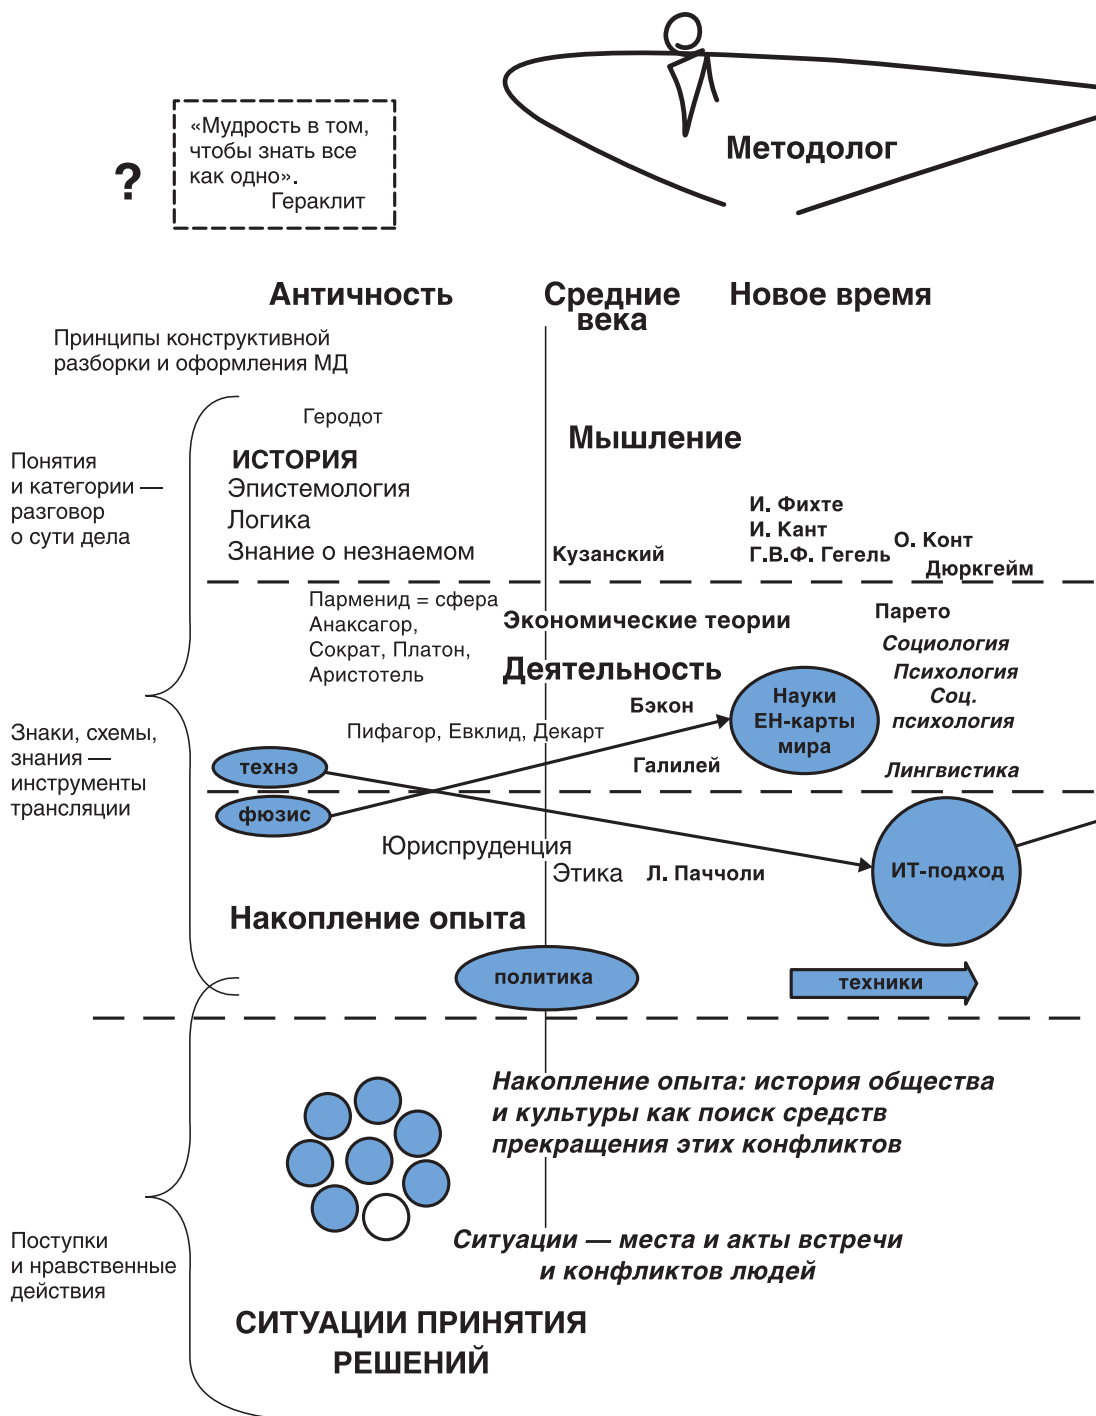 ?
«Мудрость в том,
чтобы знать все
как одно».
Гераклит
Методолог
Античность
Средние
века
Новое время
Принципы конструктивной
разборки и оформления МД
Понятия
и категории —
разговор
о сути дела
Геродот
ИСТОРИЯ
Эпистемология
Логика
Знание о незнаемом
Мышление
Кузанский
И. Фихте
И. Кант
Г.В.Ф. Гегель
О. Конт
Дюркгейм
Парменид = сфера
Анаксагор,
Сократ, Платон,
Аристотель
Экономические теории
Деятельность
Парето
Социология
Психология
Соц.
психология
Лингвистика
Бэкон
Науки
ЕН-карты
мира
Пифагор, Евклид, Декарт
Галилей
Знаки, схемы,
знания —
инструменты
трансляции
технэ
фюзис
Юриспруденция
Этика
Л. Паччоли
ИТ-подход
Накопление опыта
политика
техники
Накопление опыта: история общества
и культуры как поиск средств
прекращения этих конфликтов
Ситуации — места и акты встречи
и конфликтов людей
Поступки
и нравственные
действия
СИТУАЦИИ ПРИНЯТИЯ
РЕШЕНИЙ